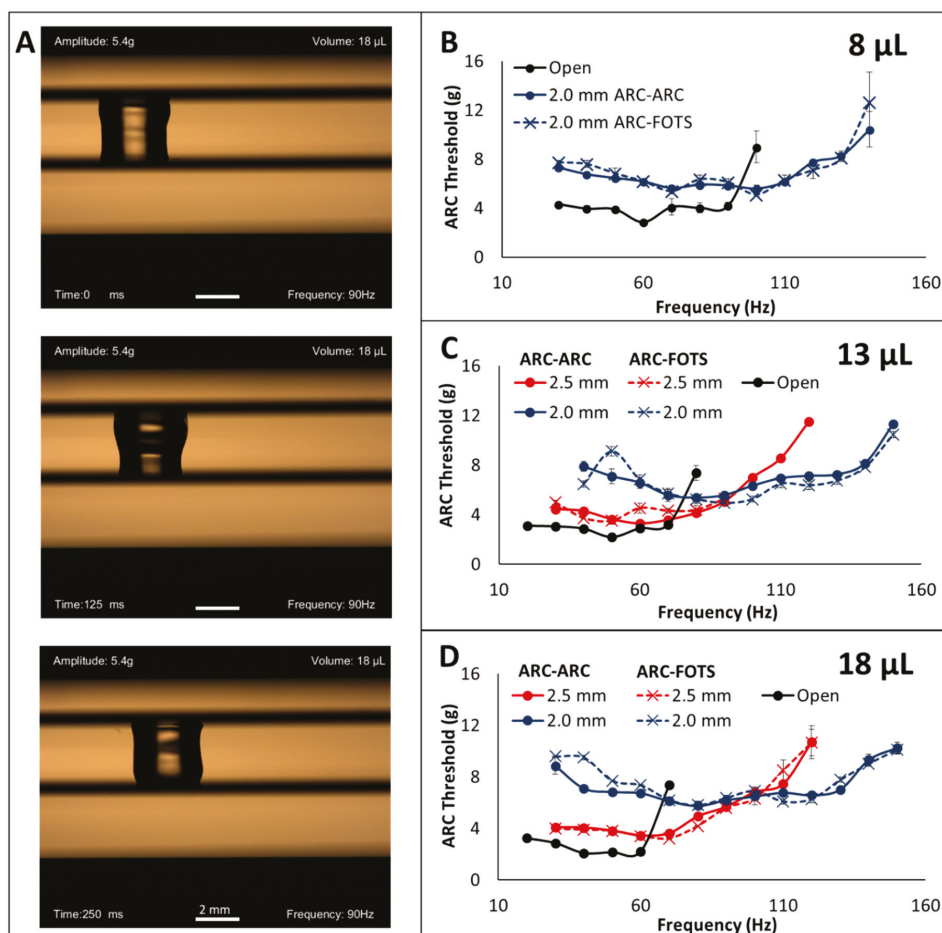 A
Amplitude: 5.4g Volume: 18 µL
Time:0 ms Frequency: 90Hz
Amplitude: 5.4g Volume: 18 µL
Time:125 ms Frequency: 90Hz
Amplitude: 5.4g Volume: 18 µL
2 mm
Time:250 ms Frequency: 90Hz
B 8 µL
Open
2.0 mm ARC-ARC
2.0 mm ARC-FOTS
ARC Threshold (g)
16
12
8
4
0
10 60 110 160
Frequency (Hz)
C 13 µL
ARC-ARC ARC-FOTS
2.5 mm 2.5 mm Open
2.0 mm 2.0 mm
ARC Threshold (g)
16
12
8
4
0
10 60 110 160
Frequency (Hz)
D 18 µL
ARC-ARC ARC-FOTS
2.5 mm 2.5 mm Open
2.0 mm 2.0 mm
ARC Threshold (g)
16
12
8
4
0
10 60 110 160
Frequency (Hz)